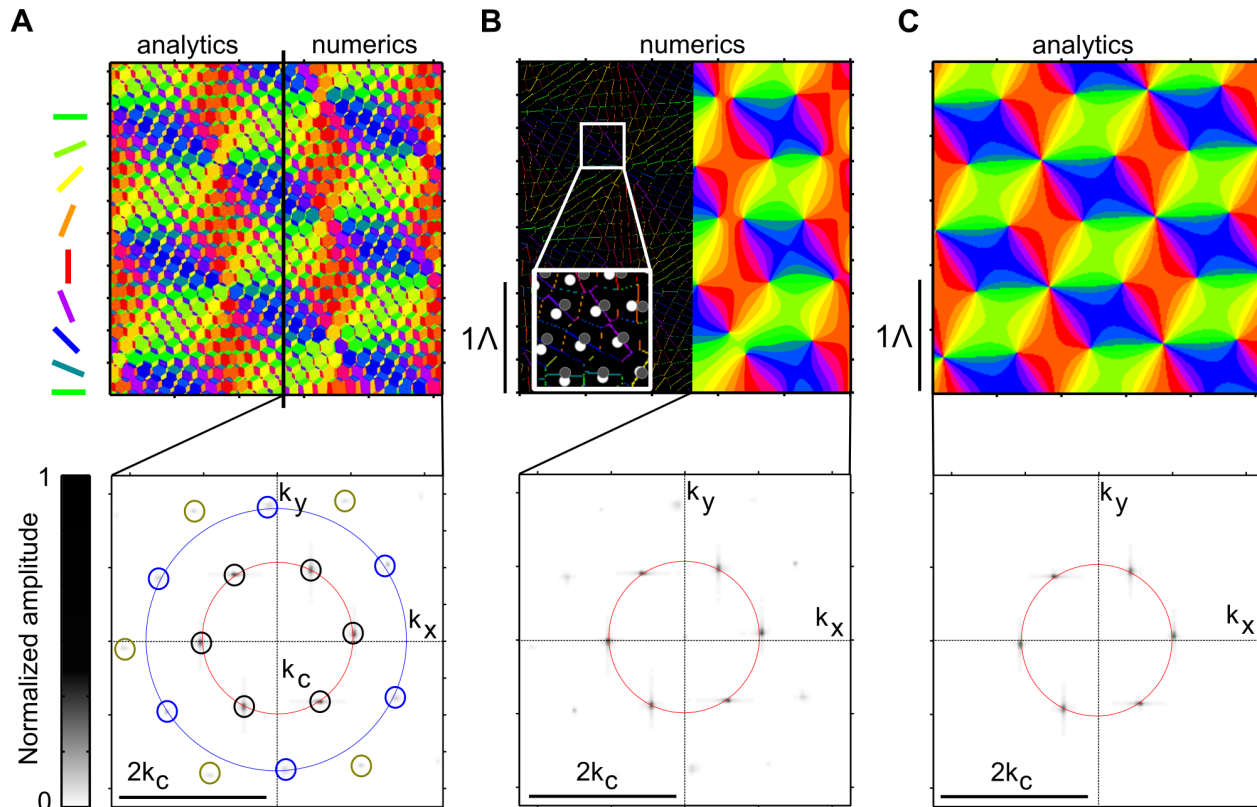 A
B
C
analytics
numerics
numerics
analytics
1Λ
1Λ
1
Normalized amplitude
0
k_y
k_x
k_c
2k_c
k_y
k_x
2k_c
k_y
k_x
2k_c